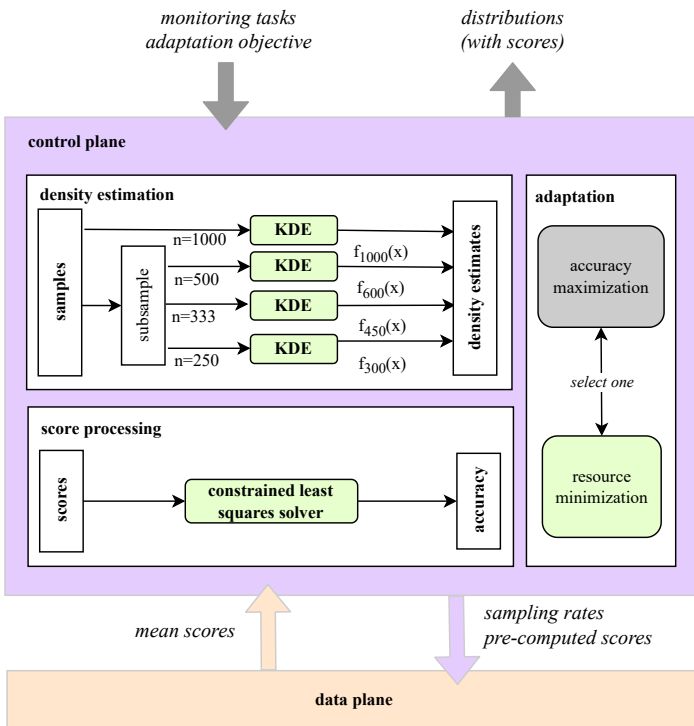 monitoring tasks
adaptation objective
distributions
(with scores)
control plane
density estimation
samples
subsample
n=1000
n=500
n=333
n=250
KDE
KDE
KDE
KDE
f1000(x)
f600(x)
f450(x)
f300(x)
density estimates
adaptation
accuracy
maximization
select one
resource
minimization
score processing
scores
constrained least
squares solver
accuracy
mean scores
sampling rates
pre-computed scores
data plane